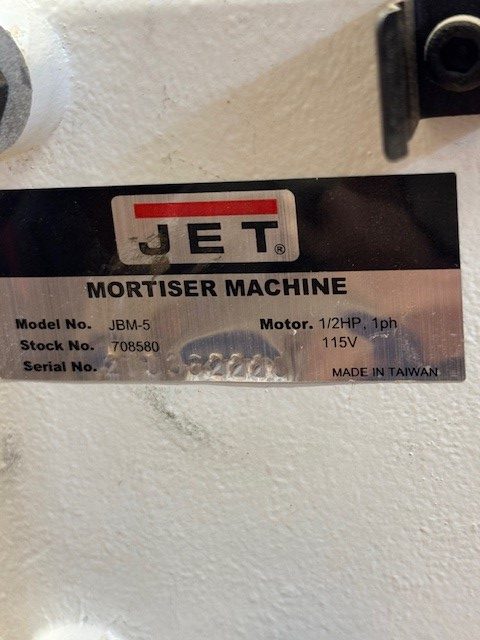 JET®
MORTISER MACHINE
Model No. JBM-5 Motor. 1/2HP, 1ph
Stock No. 708580 115V
Serial No.
MADE IN TAIWAN